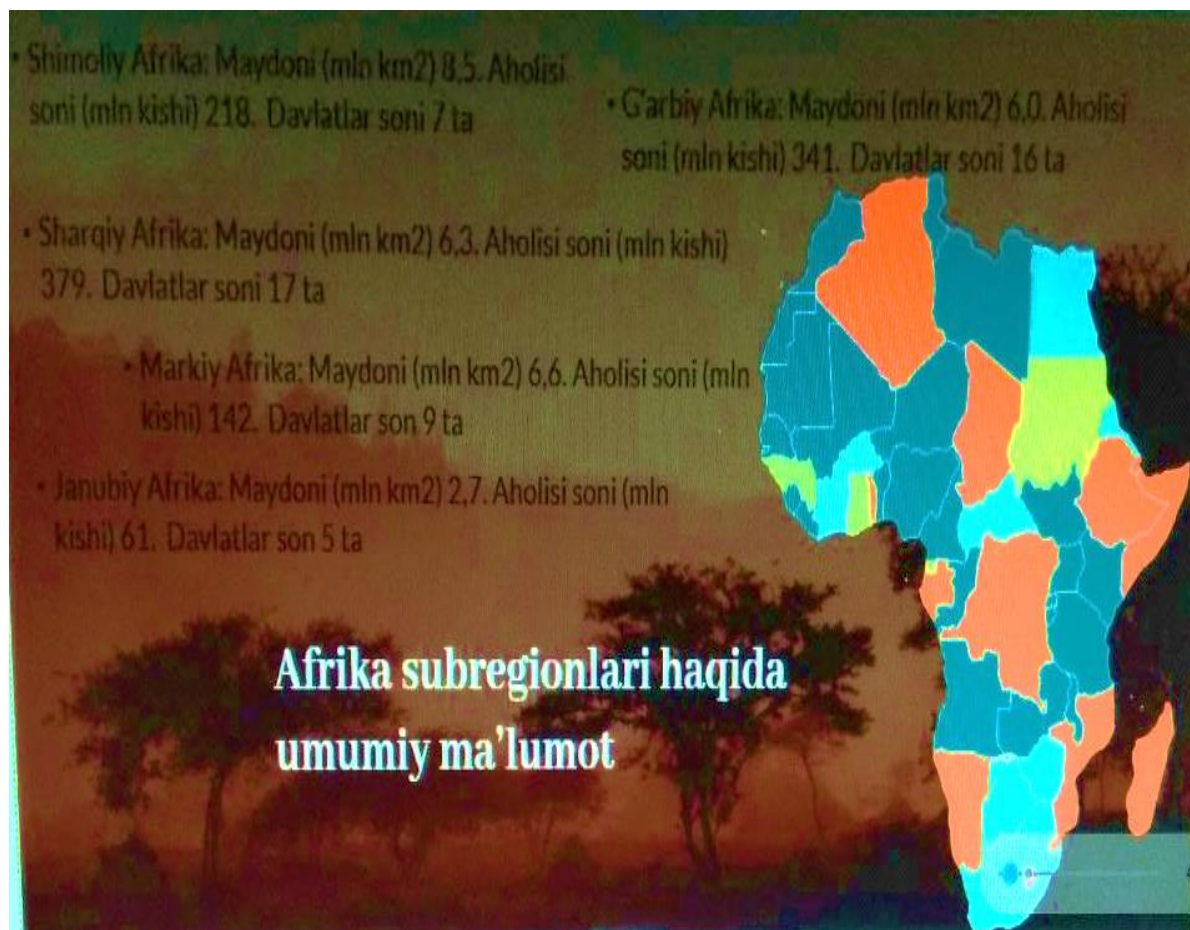 • Shimoliy Afrika: Maydoni (mln km2) 8,5. Aholisi
soni (mln kishi) 218. Davlatlar soni 7 ta
• G'arbiy Afrika: Maydoni (mln km2) 6,0. Aholisi
soni (mln kishi) 341. Davlatlar soni 16 ta
• Sharqiy Afrika: Maydoni (mln km2) 6,3. Aholisi soni (mln kishi)
379. Davlatlar soni 17 ta
• Markiy Afrika: Maydoni (mln km2) 6,6. Aholisi soni (mln
kishi) 142. Davlatlar son 9 ta
• Janubiy Afrika: Maydoni (mln km2) 2,7. Aholisi soni (mln
kishi) 61. Davlatlar son 5 ta
Afrika subregionlari haqida
umumiy ma’lumot